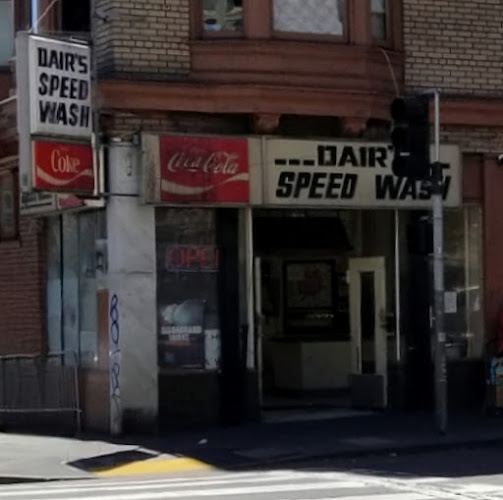 DAIR'S
SPEED
WASH
Coke
Coca-Cola
---DAIR'S
SPEED WASH
OPEN